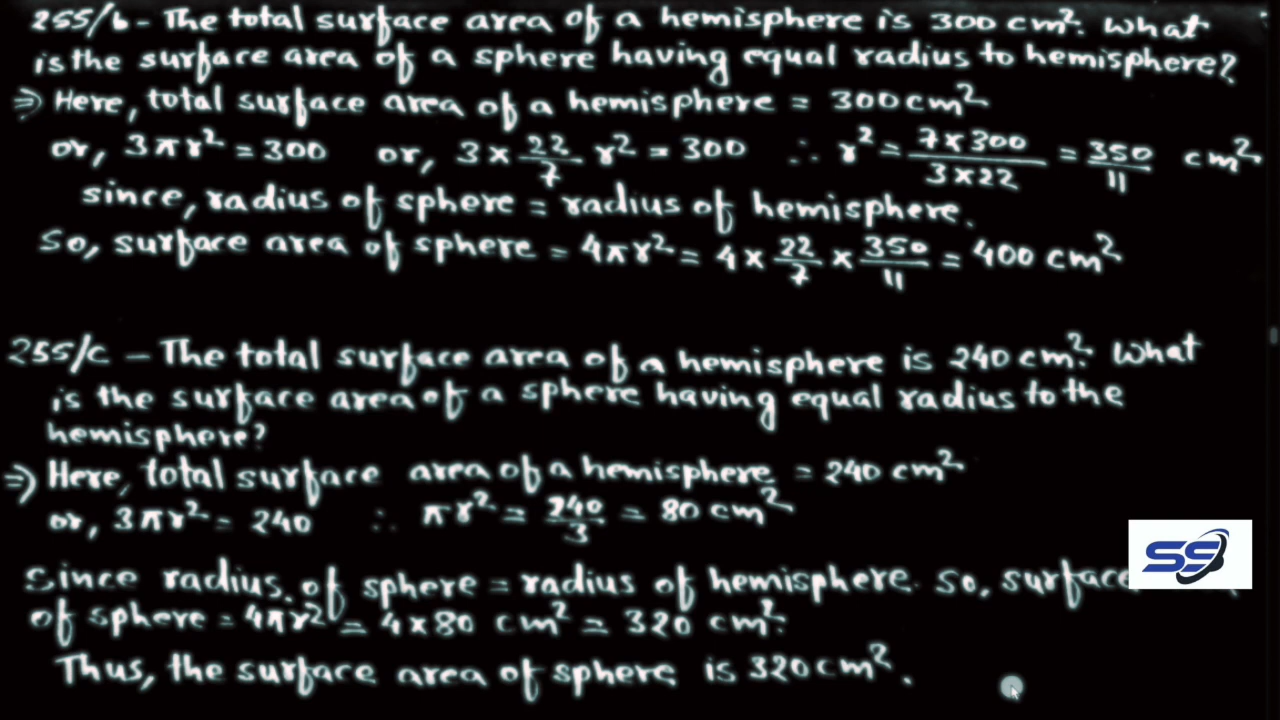 255/b - The total surface area of a hemisphere is 300 cm². What
is the surface area of a sphere having equal radius to hemisphere?
⇒ Here, total surface area of a hemisphere = 300 cm²
or, 3πr² = 300 or, 3 × 22/7 r² = 300 ∴ r² = 7×300/3×22 = 350/11 cm²
since, radius of sphere = radius of hemisphere.
So, surface area of sphere = 4πr² = 4 × 22/7 × 350/11 = 400 cm²
255/c - The total surface area of a hemisphere is 240 cm². What
is the surface area of a sphere having equal radius to the
hemisphere?
⇒ Here, total surface area of a hemisphere = 240 cm²
or, 3πr² = 240 ∴ πr² = 240/3 = 80 cm²
Since radius of sphere = radius of hemisphere. So, surface
of sphere = 4πr² = 4×80 cm² = 320 cm².
Thus, the surface area of sphere is 320 cm².
SS